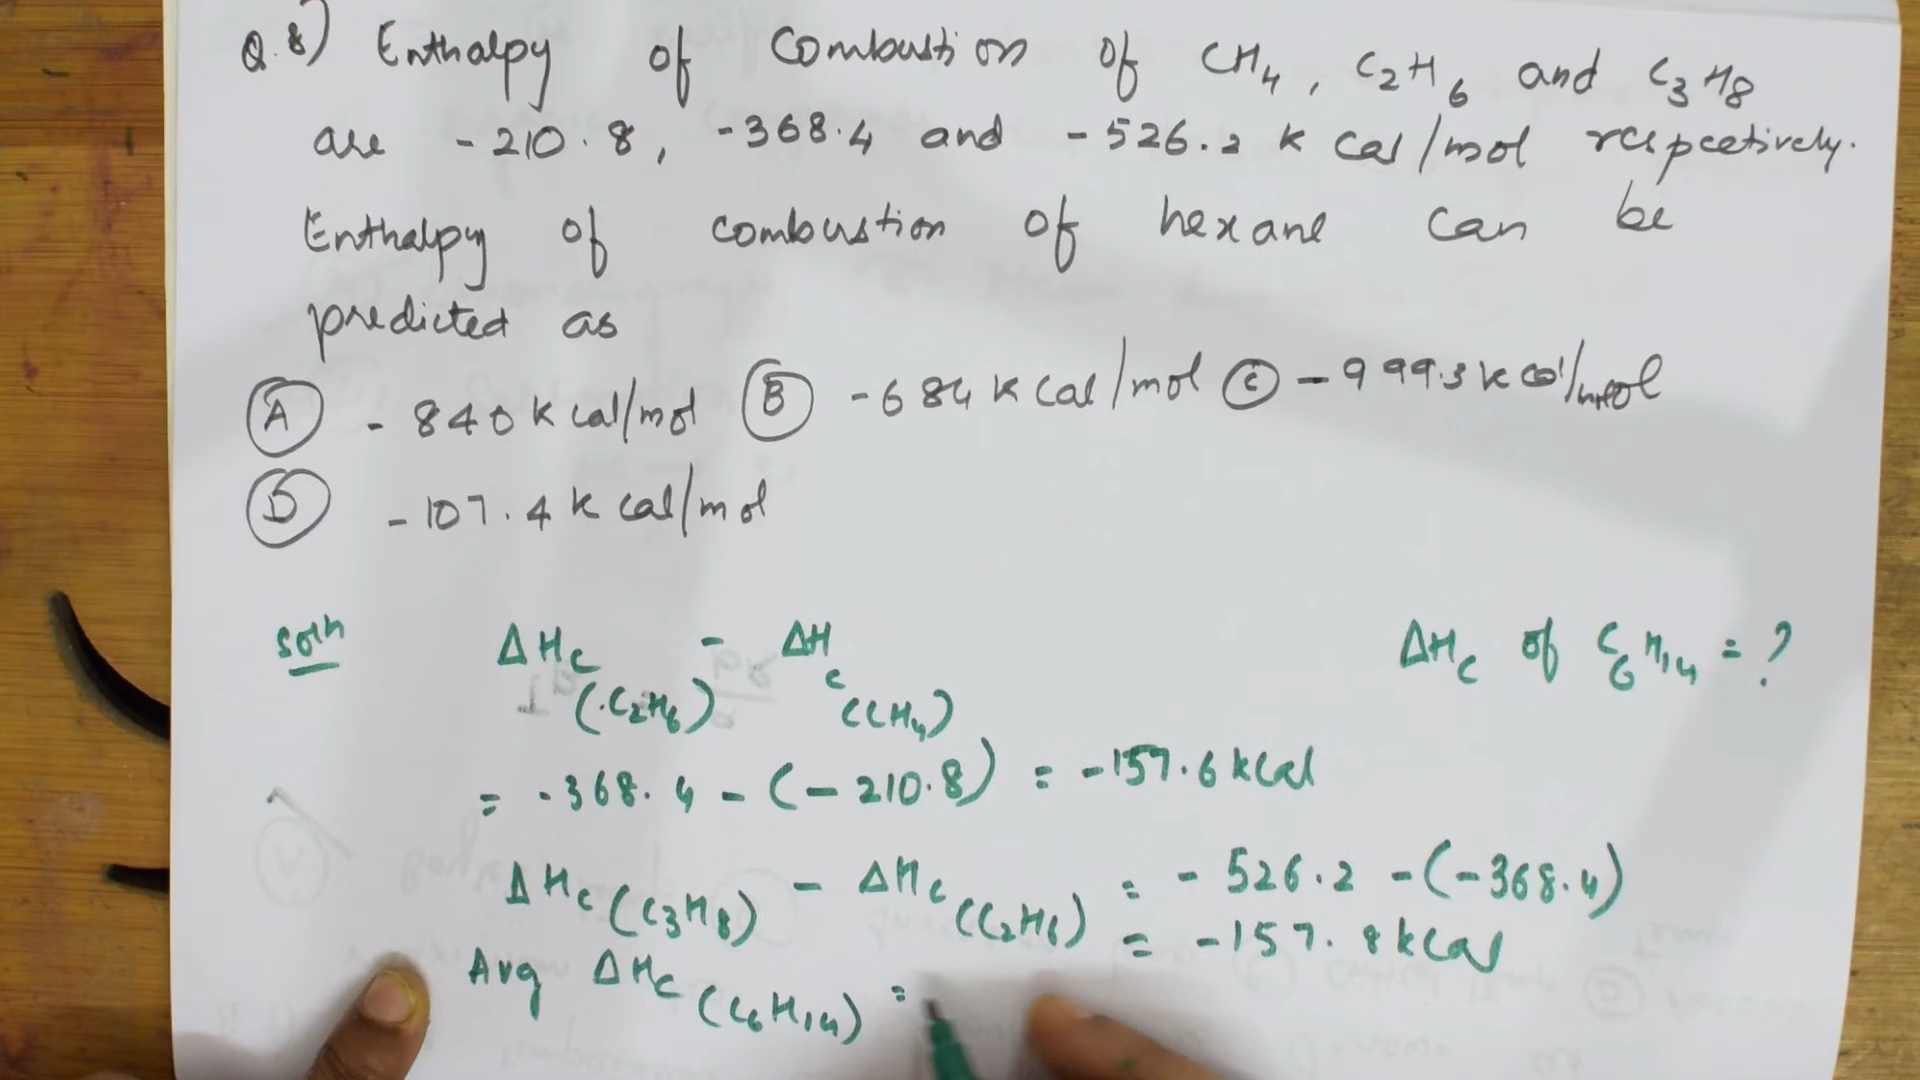 Q.8) Enthalpy of Combustion of CH4, C2H6 and C3H8
are -210.8, -368.4 and -526.2 k Cal/mol respectively.
Enthalpy of combustion of hexane can be
predicted as
(A) -840 k cal/mol (B) -684 k Cal/mol (C) -999.3 k cal/mol
(D) -107.4 k cal/mol
Soln ΔHc (C2H6) - ΔHc (CH4) ΔHc of C6H14 = ?
= -368.4 - (-210.8) = -157.6 kcal
ΔHc (C3H8) - ΔHc (C2H6) = -526.2 - (-368.4)
= -157.8 kcal
Avg ΔHc (C6H14) =